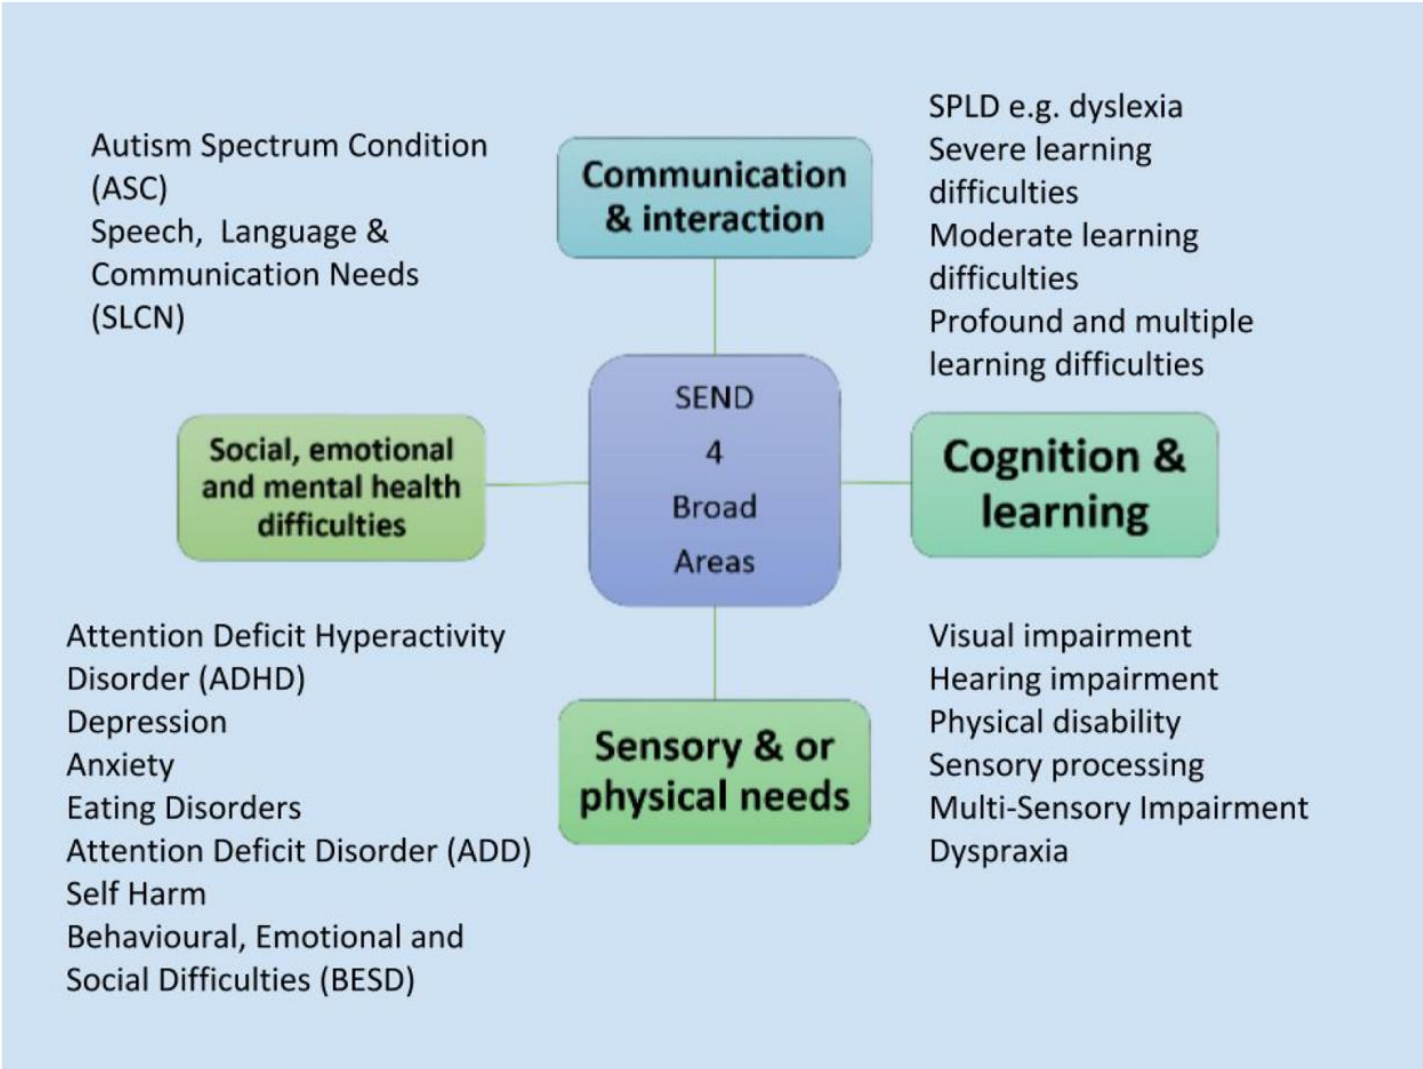 Autism Spectrum Condition
(ASC)
Speech,  Language &
Communication Needs
(SLCN)
Communication
& interaction
SPLD e.g. dyslexia
Severe learning
difficulties
Moderate learning
difficulties
Profound and multiple
learning difficulties
Social, emotional
and mental health
difficulties
SEND
4
Broad
Areas
Cognition &
learning
Attention Deficit Hyperactivity
Disorder (ADHD)
Depression
Anxiety
Eating Disorders
Attention Deficit Disorder (ADD)
Self Harm
Behavioural, Emotional and
Social Difficulties (BESD)
Sensory & or
physical needs
Visual impairment
Hearing impairment
Physical disability
Sensory processing
Multi-Sensory Impairment
Dyspraxia